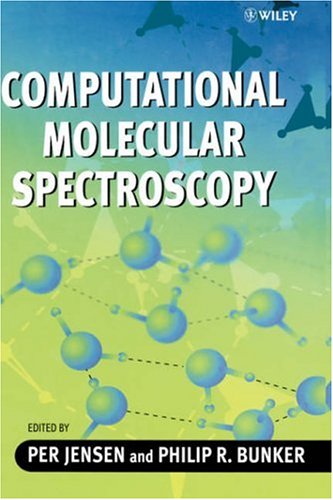 WILEY
COMPUTATIONAL
MOLECULAR
SPECTROSCOPY
EDITED BY
PER JENSEN and PHILIP R. BUNKER